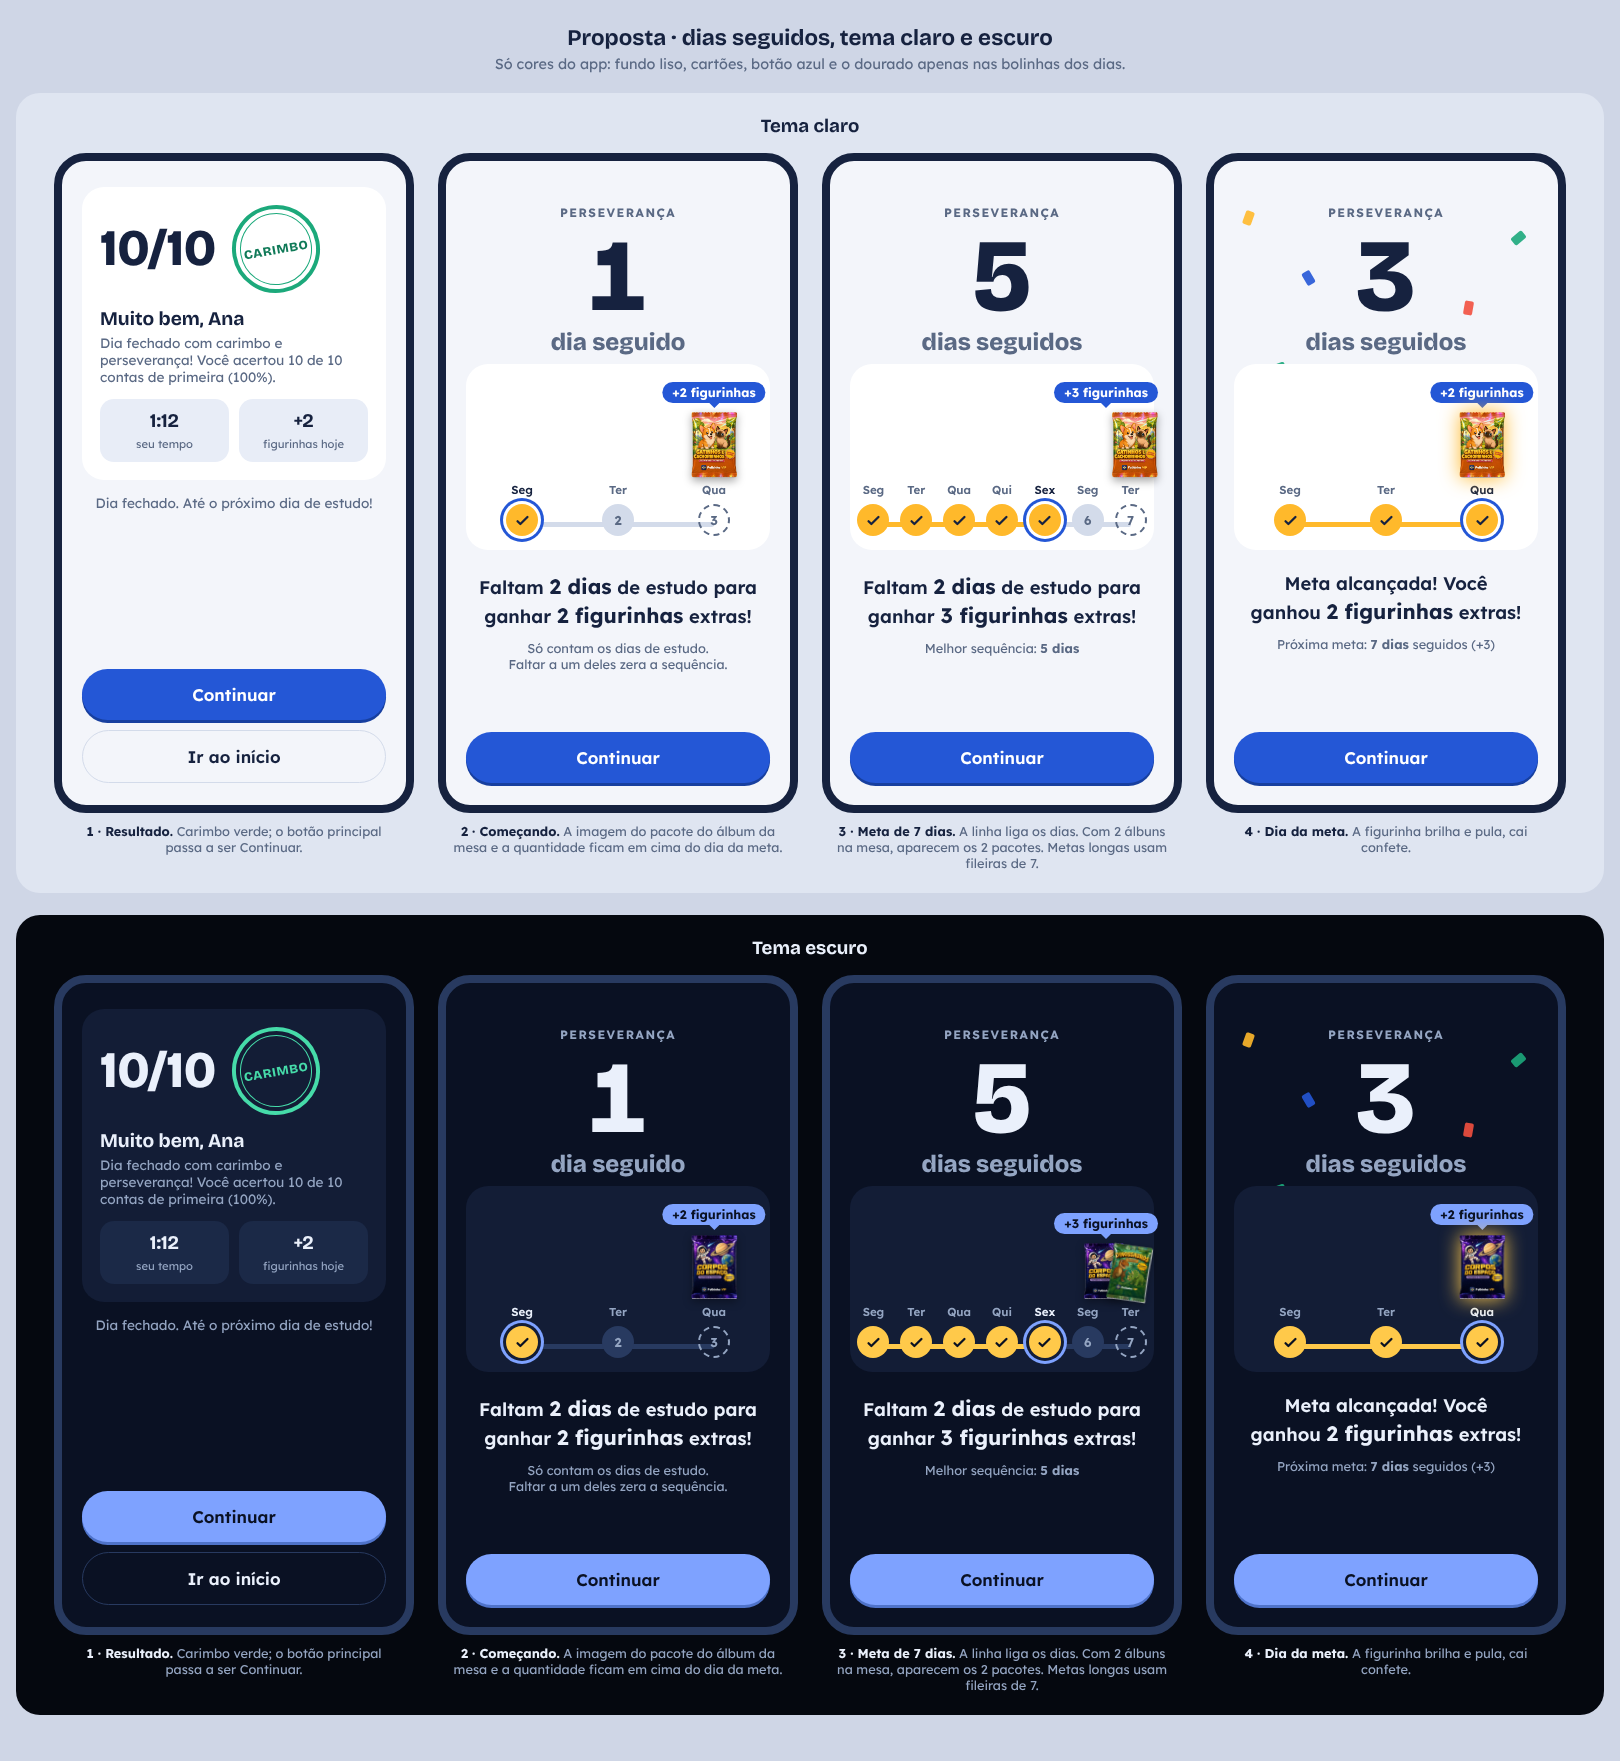 Proposta · dias seguidos, tema claro e escuro
Só cores do app: fundo liso, cartões, botão azul e o dourado apenas nas bolinhas dos dias.
Tema claro
10/10
CARIMBO
Muito bem, Ana
Dia fechado com carimbo e
perseverança! Você acertou 10 de 10
contas de primeira (100%).
1:12
seu tempo
+2
figurinhas hoje
Dia fechado. Até o próximo dia de estudo!
Continuar
Ir ao início
1 · Resultado. Carimbo verde; o botão principal
passa a ser Continuar.
PERSEVERANÇA
1
dia seguido
+2 figurinhas
Seg Ter Qua
2 3
Faltam 2 dias de estudo para
ganhar 2 figurinhas extras!
Só contam os dias de estudo.
Faltar a um deles zera a sequência.
Continuar
2 · Começando. A imagem do pacote do álbum da
mesa e a quantidade ficam em cima do dia da meta.
PERSEVERANÇA
5
dias seguidos
+3 figurinhas
Seg Ter Qua Qui Sex Seg Ter
6 7
Faltam 2 dias de estudo para
ganhar 3 figurinhas extras!
Melhor sequência: 5 dias
Continuar
3 · Meta de 7 dias. A linha liga os dias. Com 2 álbuns
na mesa, aparecem os 2 pacotes. Metas longas usam
fileiras de 7.
PERSEVERANÇA
3
dias seguidos
+2 figurinhas
Seg Ter Qua
Meta alcançada! Você
ganhou 2 figurinhas extras!
Próxima meta: 7 dias seguidos (+3)
Continuar
4 · Dia da meta. A figurinha brilha e pula, cai
confete.
Tema escuro
10/10
CARIMBO
Muito bem, Ana
Dia fechado com carimbo e
perseverança! Você acertou 10 de 10
contas de primeira (100%).
1:12
seu tempo
+2
figurinhas hoje
Dia fechado. Até o próximo dia de estudo!
Continuar
Ir ao início
1 · Resultado. Carimbo verde; o botão principal
passa a ser Continuar.
PERSEVERANÇA
1
dia seguido
+2 figurinhas
CORPOS
DO ESPAÇO
Seg Ter Qua
2 3
Faltam 2 dias de estudo para
ganhar 2 figurinhas extras!
Só contam os dias de estudo.
Faltar a um deles zera a sequência.
Continuar
2 · Começando. A imagem do pacote do álbum da
mesa e a quantidade ficam em cima do dia da meta.
PERSEVERANÇA
5
dias seguidos
+3 figurinhas
Seg Ter Qua Qui Sex Seg Ter
6 7
Faltam 2 dias de estudo para
ganhar 3 figurinhas extras!
Melhor sequência: 5 dias
Continuar
3 · Meta de 7 dias. A linha liga os dias. Com 2 álbuns
na mesa, aparecem os 2 pacotes. Metas longas usam
fileiras de 7.
PERSEVERANÇA
3
dias seguidos
+2 figurinhas
CORPOS
DO ESPAÇO
Seg Ter Qua
Meta alcançada! Você
ganhou 2 figurinhas extras!
Próxima meta: 7 dias seguidos (+3)
Continuar
4 · Dia da meta. A figurinha brilha e pula, cai
confete.